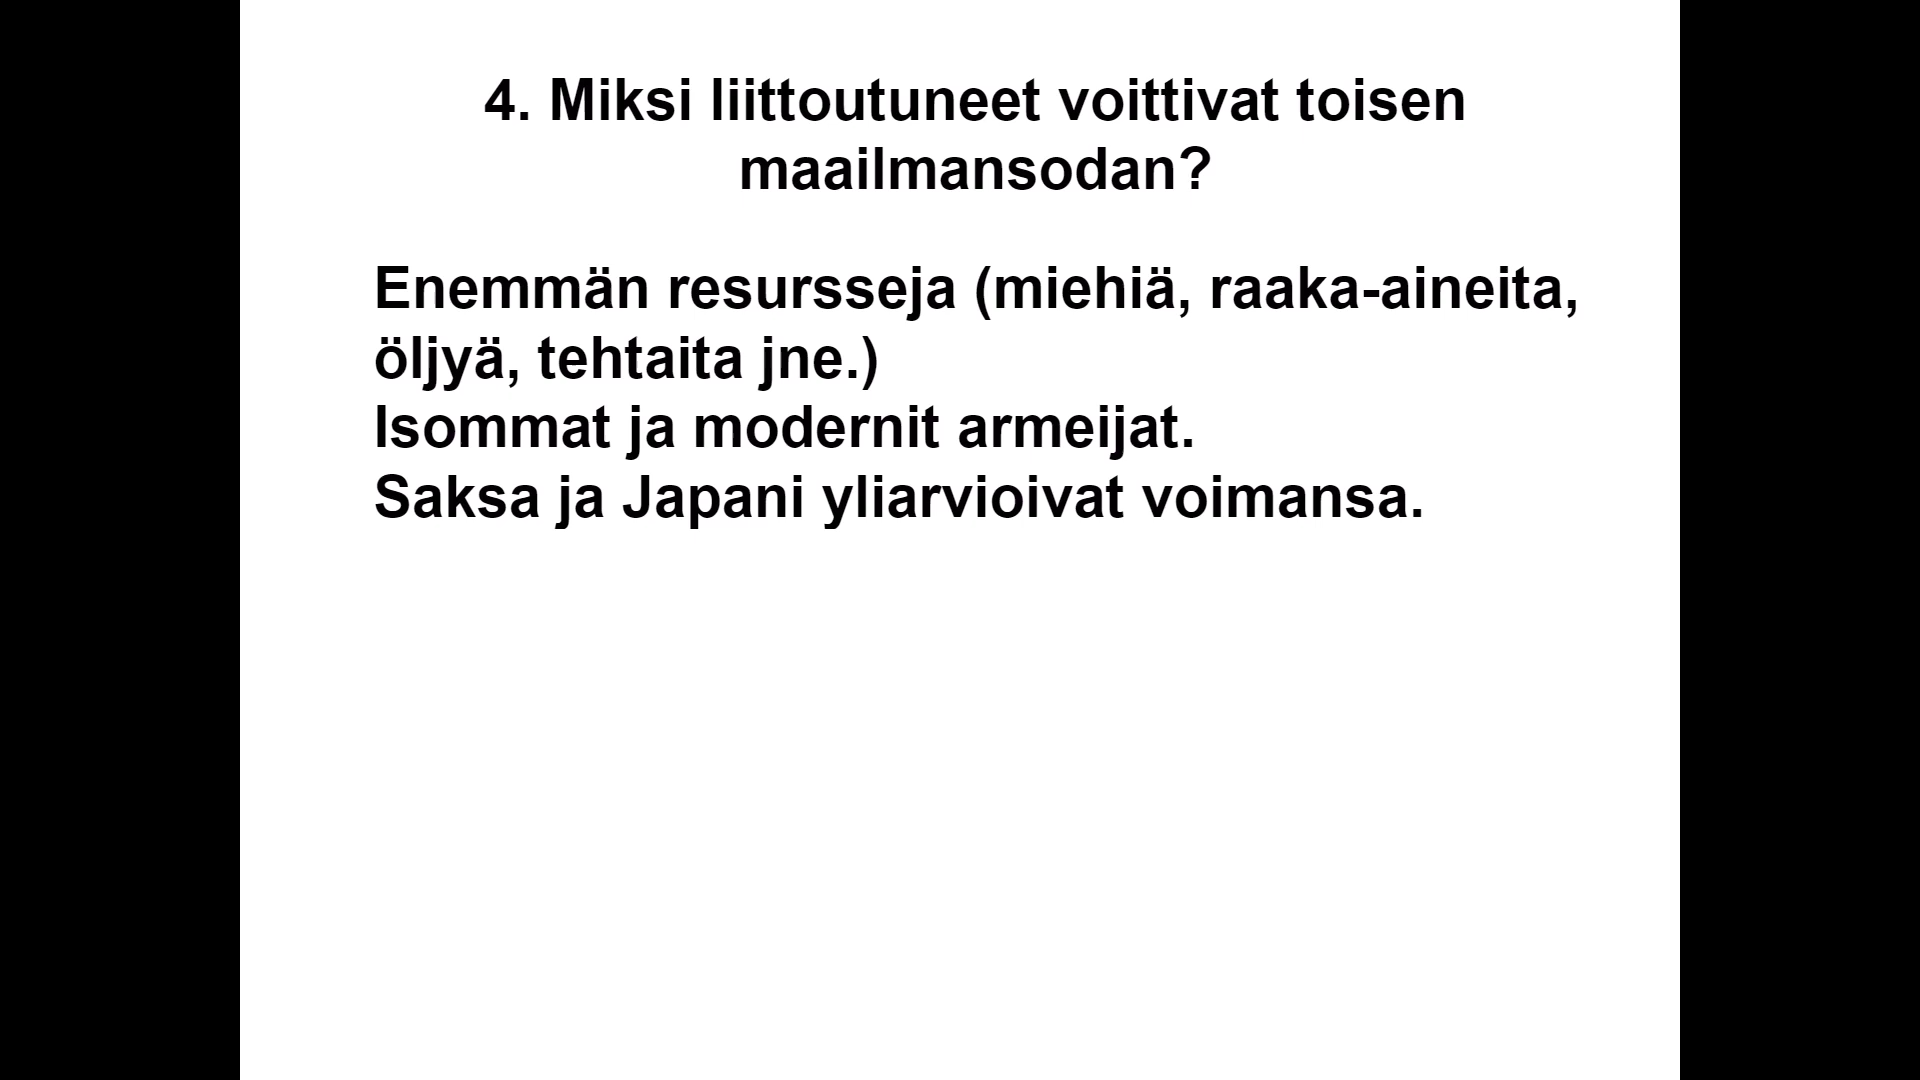 4. Miksi liittoutuneet voittivat toisen
maailmansodan?
Enemmän resursseja (miehiä, raaka-aineita,
öljyä, tehtaita jne.)
Isommat ja modernit armeijat.
Saksa ja Japani yliarvioivat voimansa.